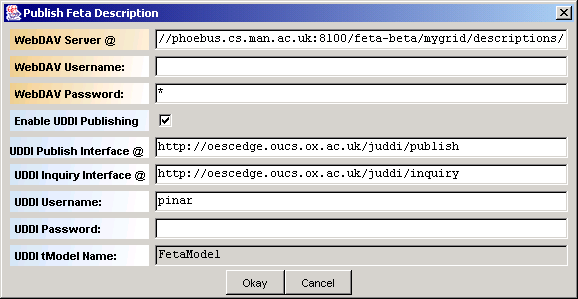 Publish Feta Description
WebDAV Server @ //phoebus.cs.man.ac.uk:8100/feta-beta/mygrid/descriptions/
WebDAV Username:
WebDAV Password: *
Enable UDDI Publishing
UDDI Publish Interface @ http://oescedge.oucs.ox.ac.uk/juddi/publish
UDDI Inquiry Interface @ http://oescedge.oucs.ox.ac.uk/juddi/inquiry
UDDI Username: pinar
UDDI Password:
UDDI tModel Name: FetaModel
Okay Cancel